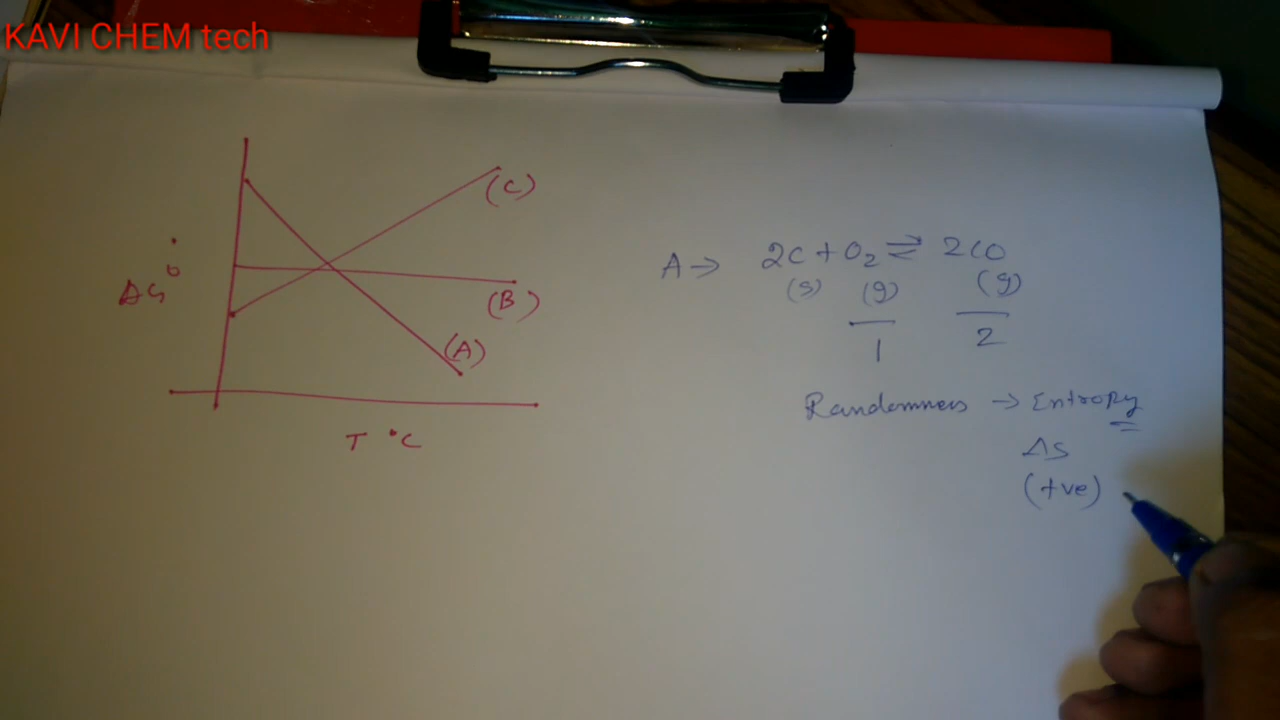 KAVI CHEM tech
(C)
ΔG°
(B)
(A)
T °C
A → 2C + O₂ ⇌ 2CO
(s) (g) (g)
1 2
Randomness → Entropy
ΔS
(+ve)